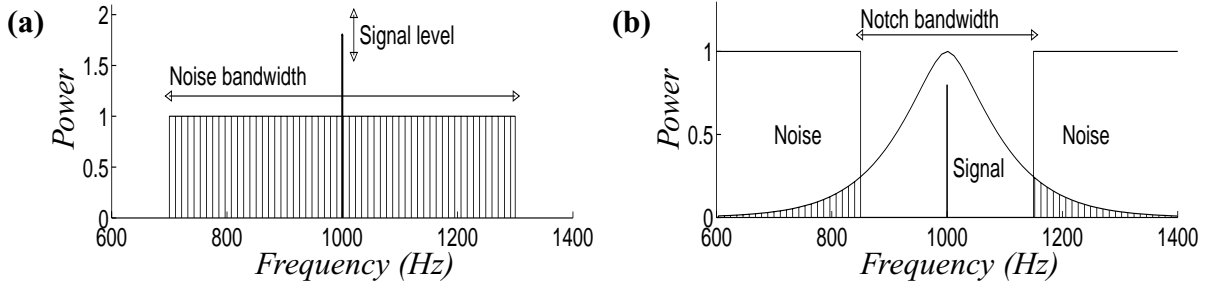 (a)
2
1.5
1
0.5
0
Power
Signal level
Noise bandwidth
600
800
1000
1200
1400
Frequency (Hz)
(b)
1
0.5
0
Power
Notch bandwidth
Noise
Signal
Noise
600
800
1000
1200
1400
Frequency (Hz)